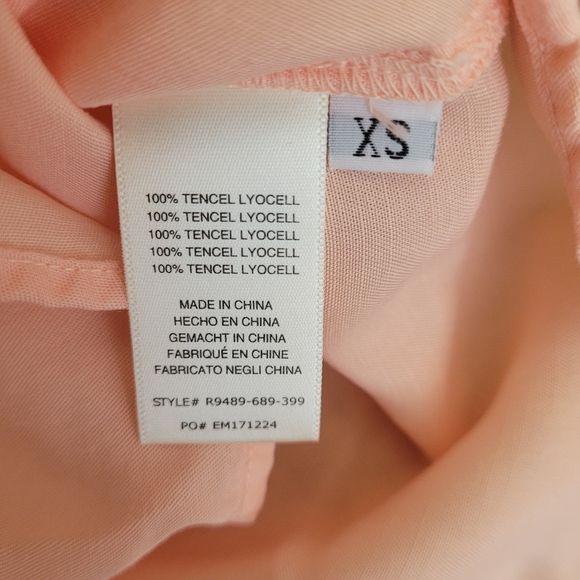 XS
100% TENCEL LYOCELL
100% TENCEL LYOCELL
100% TENCEL LYOCELL
100% TENCEL LYOCELL
100% TENCEL LYOCELL
MADE IN CHINA
HECHO EN CHINA
GEMACHT IN CHINA
FABRIQUÉ EN CHINE
FABRICATO NEGLI CHINA
STYLE# R9489-689-399
PO# EM171224